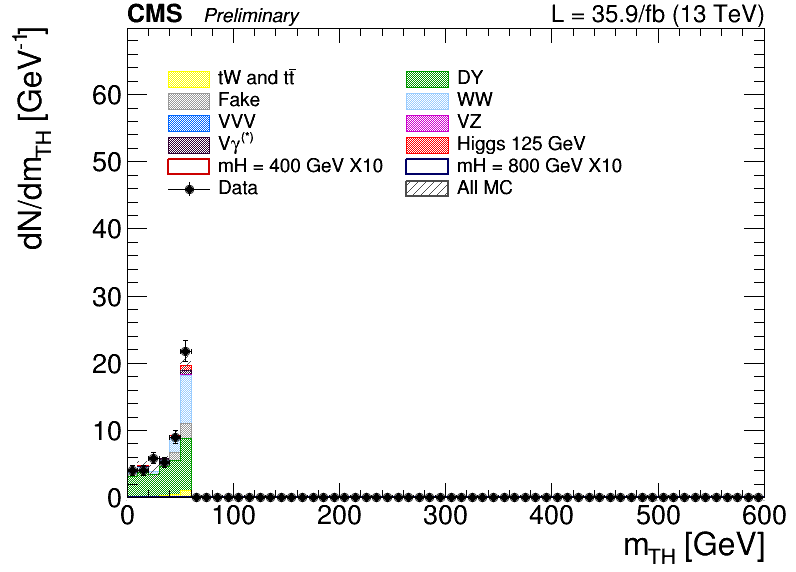 CMS Preliminary L = 35.9/fb (13 TeV)
dN/dm_TH [GeV^-1]
tW and tt̄ DY
Fake WW
VVV VZ
Vγ^(*) Higgs 125 GeV
mH = 400 GeV X10 mH = 800 GeV X10
Data All MC
60
50
40
30
20
10
0
0 100 200 300 400 500 600
m_TH [GeV]